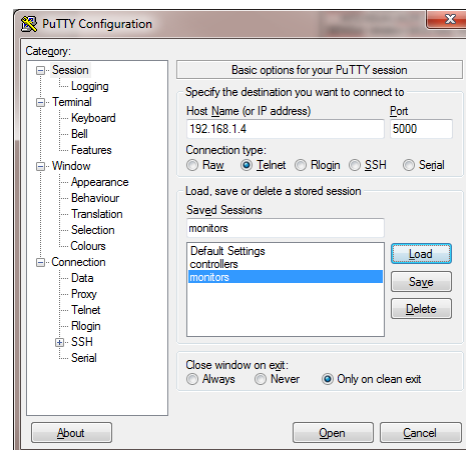 PuTTY Configuration
Category:
Session
Logging
Terminal
Keyboard
Bell
Features
Window
Appearance
Behaviour
Translation
Selection
Colours
Connection
Data
Proxy
Telnet
Rlogin
SSH
Serial
Basic options for your PuTTY session
Specify the destination you want to connect to
Host Name (or IP address) Port
192.168.1.4 5000
Connection type:
Raw Telnet Rlogin SSH Serial
Load, save or delete a stored session
Saved Sessions
monitors
Default Settings
controllers
monitors
Load
Save
Delete
Close window on exit:
Always Never Only on clean exit
About Open Cancel